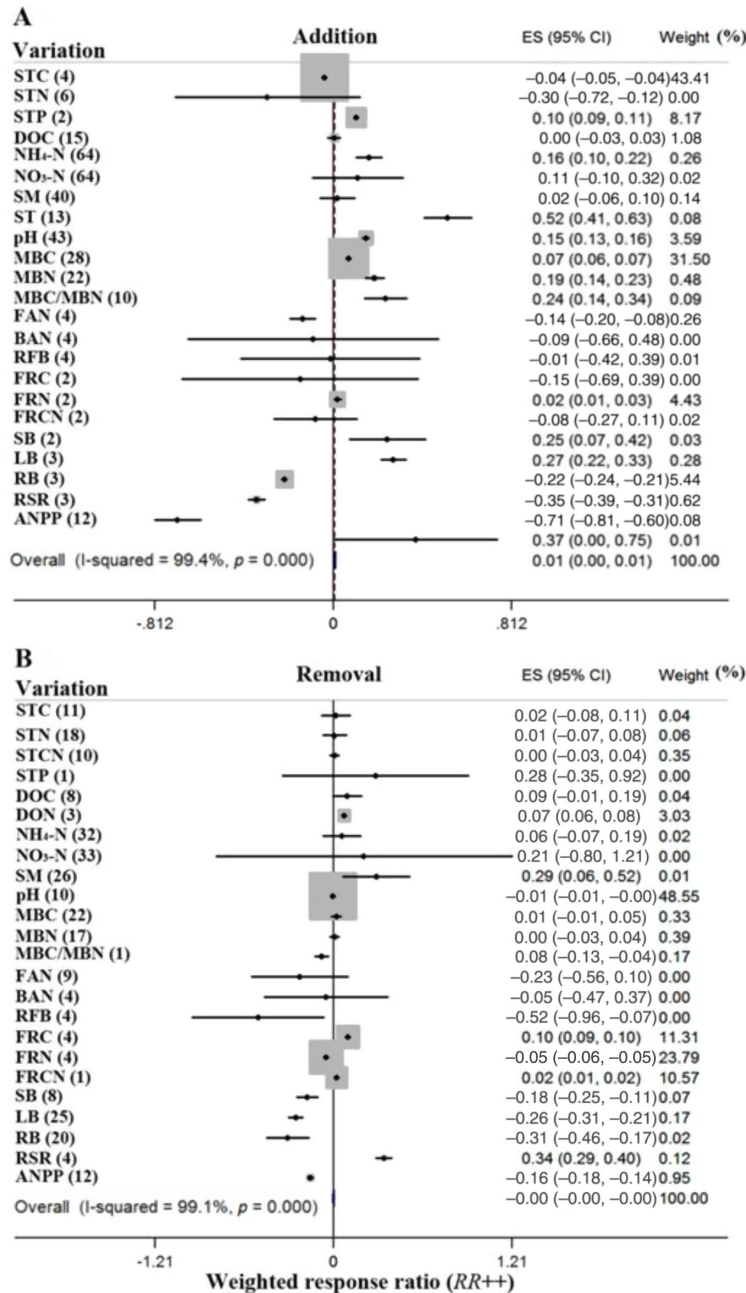 A
Addition
Variation
ES (95% CI) Weight (%)
STC (4) −0.04 (−0.05, −0.04)43.41
STN (6) −0.30 (−0.72, −0.12) 0.00
STP (2) 0.10 (0.09, 0.11) 8.17
DOC (15) 0.00 (−0.03, 0.03) 1.08
NH₄-N (64) 0.16 (0.10, 0.22) 0.26
NO₃-N (64) 0.11 (−0.10, 0.32) 0.02
SM (40) 0.02 (−0.06, 0.10) 0.14
ST (13) 0.52 (0.41, 0.63) 0.08
pH (43) 0.15 (0.13, 0.16) 3.59
MBC (28) 0.07 (0.06, 0.07) 31.50
MBN (22) 0.19 (0.14, 0.23) 0.48
MBC/MBN (10) 0.24 (0.14, 0.34) 0.09
FAN (4) −0.14 (−0.20, −0.08)0.26
BAN (4) −0.09 (−0.66, 0.48) 0.00
RFB (4) −0.01 (−0.42, 0.39) 0.01
FRC (2) −0.15 (−0.69, 0.39) 0.00
FRN (2) 0.02 (0.01, 0.03) 4.43
FRCN (2) −0.08 (−0.27, 0.11) 0.02
SB (2) 0.25 (0.07, 0.42) 0.03
LB (3) 0.27 (0.22, 0.33) 0.28
RB (3) −0.22 (−0.24, −0.21)5.44
RSR (3) −0.35 (−0.39, −0.31)0.62
ANPP (12) −0.71 (−0.81, −0.60)0.08
0.37 (0.00, 0.75) 0.01
Overall (I-squared = 99.4%, p = 0.000) 0.01 (0.00, 0.01) 100.00
-.812 0 .812
B
Removal
Variation
ES (95% CI) Weight (%)
STC (11) 0.02 (−0.08, 0.11) 0.04
STN (18) 0.01 (−0.07, 0.08) 0.06
STCN (10) 0.00 (−0.03, 0.04) 0.35
STP (1) 0.28 (−0.35, 0.92) 0.00
DOC (8) 0.09 (−0.01, 0.19) 0.04
DON (3) 0.07 (0.06, 0.08) 3.03
NH₄-N (32) 0.06 (−0.07, 0.19) 0.02
NO₃-N (33) 0.21 (−0.80, 1.21) 0.00
SM (26) 0.29 (0.06, 0.52) 0.01
pH (10) −0.01 (−0.01, −0.00)48.55
MBC (22) 0.01 (−0.01, 0.05) 0.33
MBN (17) 0.00 (−0.03, 0.04) 0.39
MBC/MBN (1) 0.08 (−0.13, −0.04)0.17
FAN (9) −0.23 (−0.56, 0.10) 0.00
BAN (4) −0.05 (−0.47, 0.37) 0.00
RFB (4) −0.52 (−0.96, −0.07)0.00
FRC (4) 0.10 (0.09, 0.10) 11.31
FRN (4) −0.05 (−0.06, −0.05)23.79
FRCN (1) 0.02 (0.01, 0.02) 10.57
SB (8) −0.18 (−0.25, −0.11)0.07
LB (25) −0.26 (−0.31, −0.21)0.17
RB (20) −0.31 (−0.46, −0.17)0.02
RSR (4) 0.34 (0.29, 0.40) 0.12
ANPP (12) −0.16 (−0.18, −0.14)0.95
Overall (I-squared = 99.1%, p = 0.000) −0.00 (−0.00, −0.00)100.00
-1.21 0 1.21
Weighted response ratio (RR++)